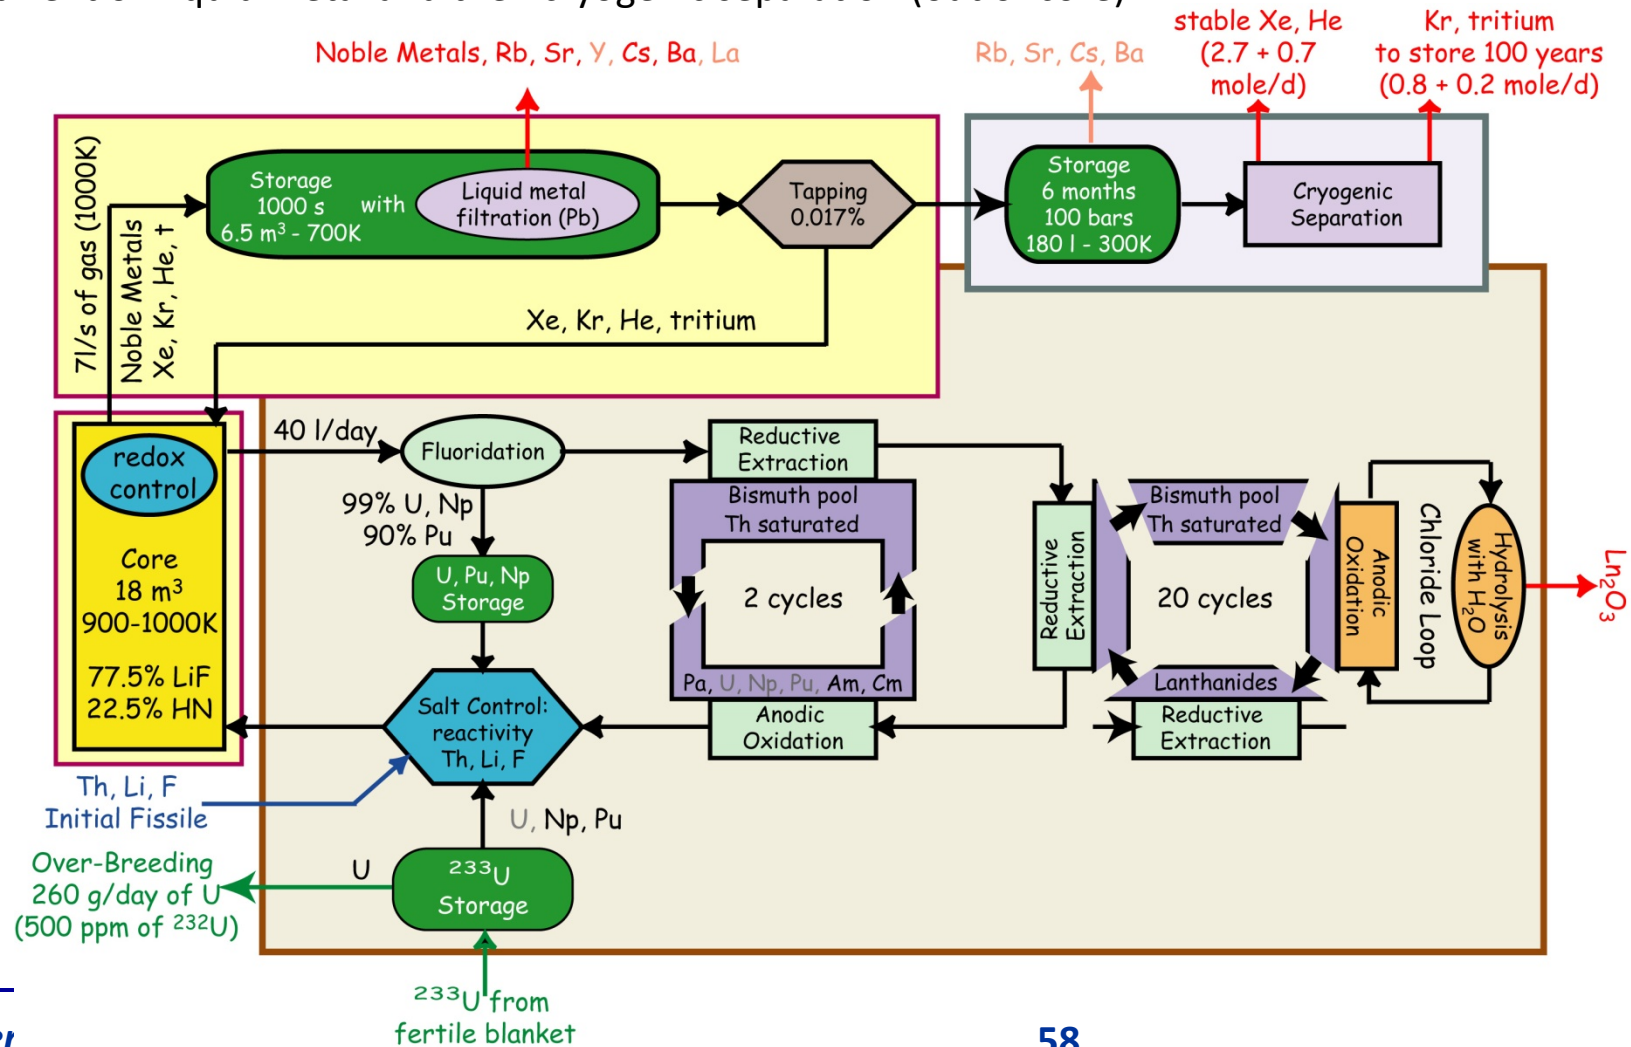 Noble Metals, Rb, Sr, Y, Cs, Ba, La
Rb, Sr, Cs, Ba
stable Xe, He
(2.7 + 0.7
mole/d)
Kr, tritium
to store 100 years
(0.8 + 0.2 mole/d)
7l/s of gas (1000K)
Noble Metals
Xe, Kr, He, t
Storage
1000 s
6.5 m³ - 700K
with
Liquid metal
filtration (Pb)
Tapping
0.017%
Storage
6 months
100 bars
180 l - 300K
Cryogenic
Separation
Xe, Kr, He, tritium
redox
control
Core
18 m³
900-1000K
77.5% LiF
22.5% HN
40 l/day
Fluoridation
99% U, Np
90% Pu
U, Pu, Np
Storage
Salt Control:
reactivity
Th, Li, F
Reductive
Extraction
Bismuth pool
Th saturated
2 cycles
Pa, U, Np, Pu, Am, Cm
Anodic
Oxidation
Reductive
Extraction
Bismuth pool
Th saturated
20 cycles
Lanthanides
Reductive
Extraction
Anodic
Oxidation
Chloride Loop
Hydrolysis
with H₂O
Ln₂O₃
Th, Li, F
Initial Fissile
U, Np, Pu
Over-Breeding
260 g/day of U
(500 ppm of ²³²U)
U
²³³U
Storage
²³³U from
fertile blanket
58